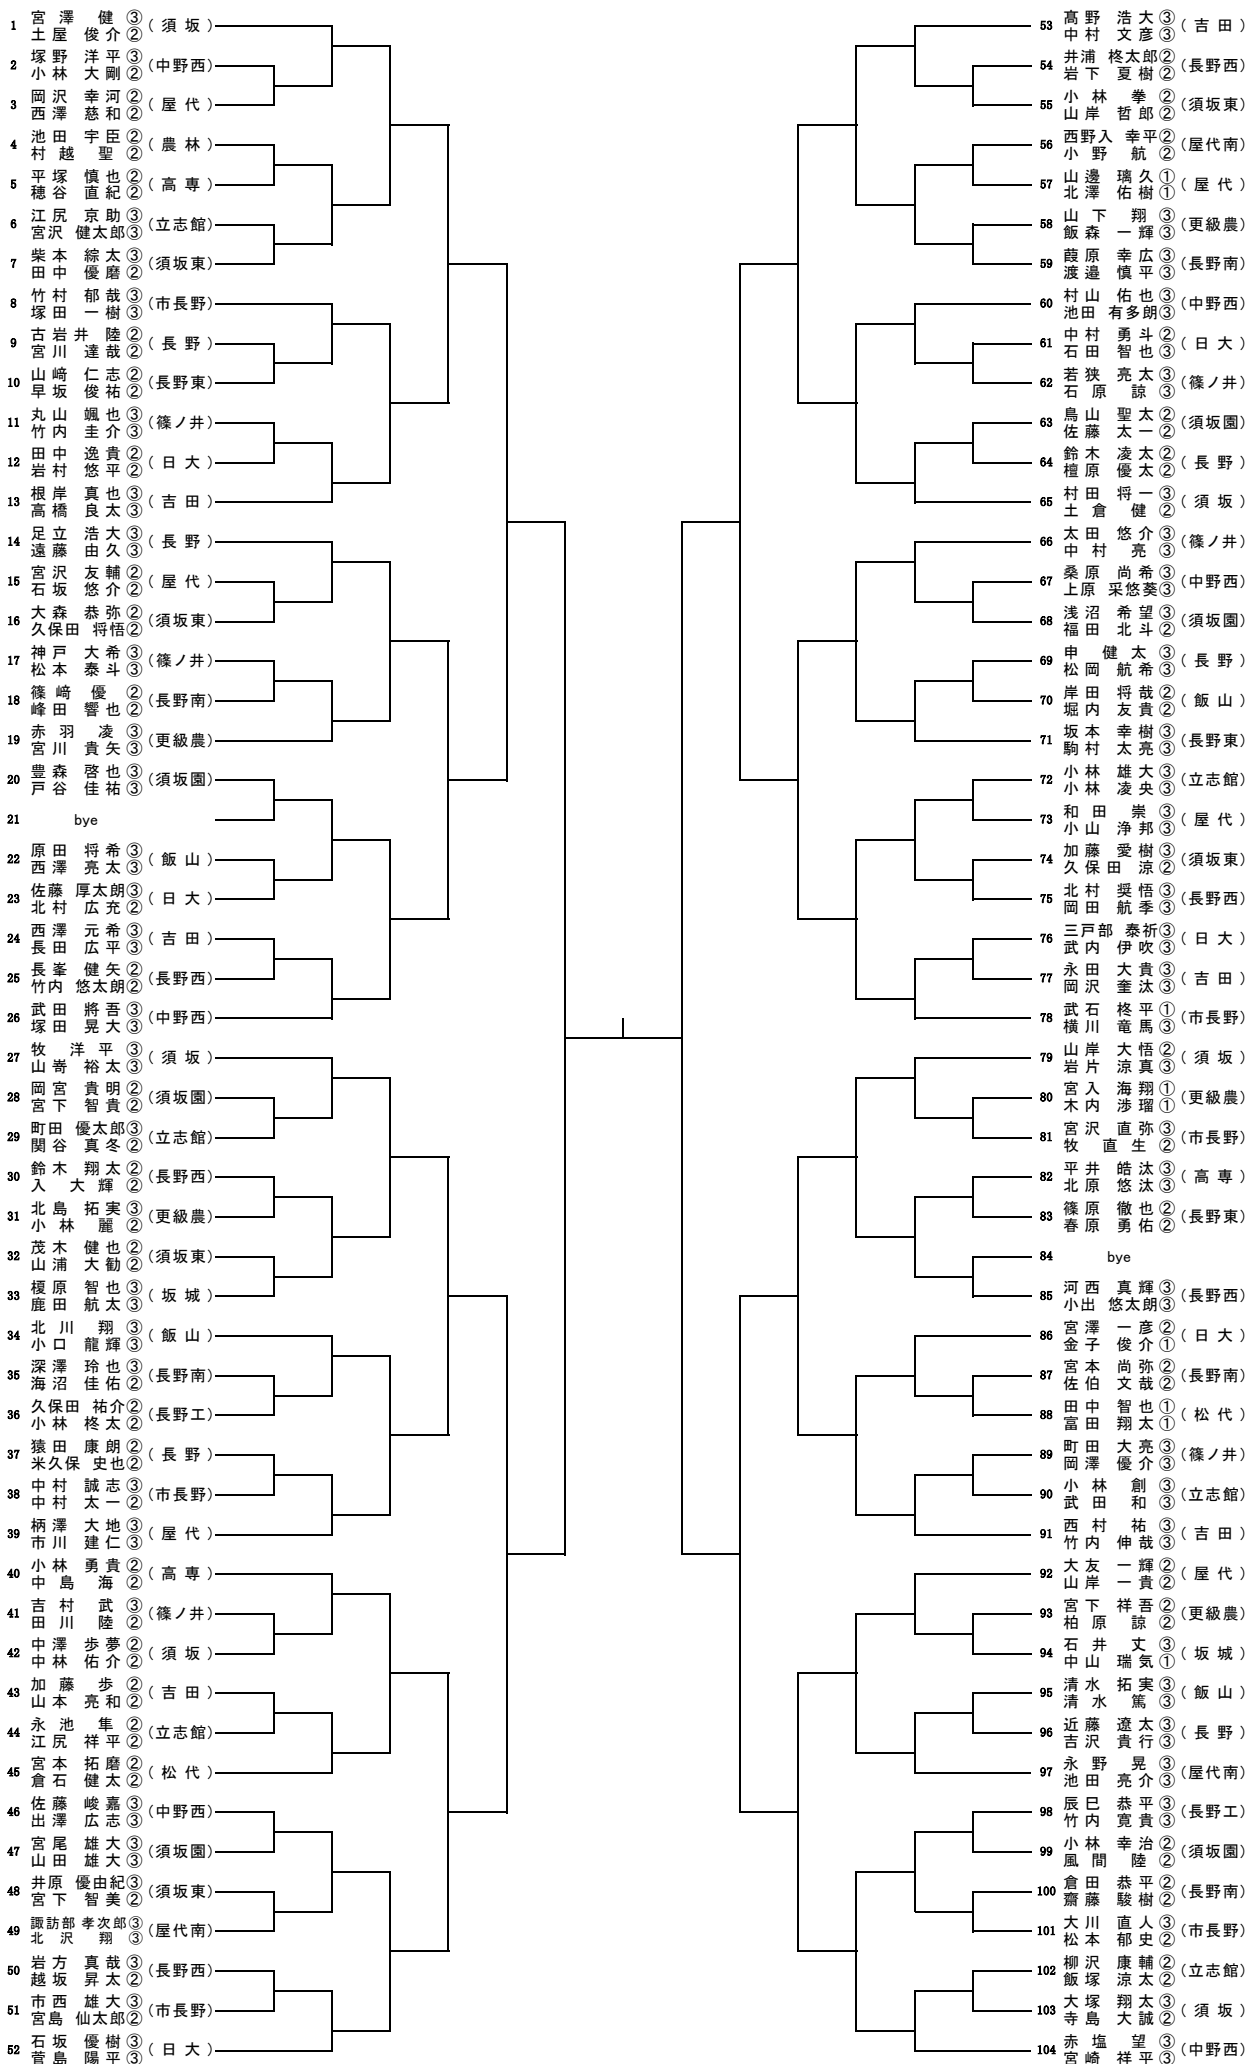 1 宮澤 健③ (須坂)
土屋 俊介②
2 塚野 洋平③ (中野西)
小林 大剛②
3 岡沢 幸河② (屋代)
西澤 慈和②
4 池田 宇臣② (農林)
村越 聖②
5 平塚 慎也② (高専)
穂谷 直紀②
6 江尻 京助③ (立志館)
宮沢 健太郎③
7 柴本 綜太③ (須坂東)
田中 優磨②
8 竹村 郁哉③ (市長野)
塚田 一樹③
9 古岩井 陸② (長野)
宮川 達哉②
10 山﨑 仁志② (長野東)
早坂 俊祐②
11 丸山 颯也③ (篠ノ井)
竹内 圭介③
12 田中 逸貴② (日大)
岩村 悠平②
13 根岸 真也③ (吉田)
高橋 良太③
14 足立 浩大③ (長野)
遠藤 由久③
15 宮沢 友輔② (屋代)
石坂 悠介②
16 大森 恭弥② (須坂東)
久保田 将悟②
17 神戸 大希③ (篠ノ井)
松本 泰斗③
18 篠﨑 優② (長野南)
峰田 響也②
19 赤羽 凌③ (更級農)
宮川 貴矢③
20 豊森 啓也③ (須坂園)
戸谷 佳祐③
21 bye
22 原田 将希③ (飯山)
西澤 亮太③
23 佐藤 厚太朗③ (日大)
北村 広充②
24 西澤 元希③ (吉田)
長田 広平③
25 長峯 健矢② (長野西)
竹内 悠太朗②
26 武田 將吾③ (中野西)
塚田 晃大③
27 牧 洋平③ (須坂)
山嵜 裕太③
28 岡宮 貴明② (須坂園)
宮下 智貴②
29 町田 優太郎③ (立志館)
関谷 真冬②
30 鈴木 翔太② (長野西)
入 大輝②
31 北島 拓実③ (更級農)
小林 麗②
32 茂木 健也② (須坂東)
山浦 大勧②
33 榎原 智也③ (坂城)
鹿田 航太③
34 北川 翔③ (飯山)
小口 龍輝③
35 深澤 玲也③ (長野南)
海沼 佳佑②
36 久保田 祐介② (長野工)
小林 柊太②
37 猿田 康朗② (長野)
米久保 史也②
38 中村 誠志③ (市長野)
中村 太一②
39 柄澤 大地③ (屋代)
市川 建仁③
40 小林 勇貴② (高専)
中島 海②
41 吉村 武③ (篠ノ井)
田川 陸②
42 中澤 歩夢② (須坂)
中林 佑介②
43 加藤 歩② (吉田)
山本 亮和②
44 永池 隼② (立志館)
江尻 祥平②
45 宮本 拓磨② (松代)
倉石 健太②
46 佐藤 峻嘉③ (中野西)
出澤 広志③
47 宮尾 雄大③ (須坂園)
山田 雄大③
48 井原 優由紀③ (須坂東)
宮下 智美②
49 諏訪部 孝次郎③ (屋代南)
北沢 翔③
50 岩方 真哉③ (長野西)
越坂 昇太②
51 市西 雄大③ (市長野)
宮島 仙太郎②
52 石坂 優樹③ (日大)
菅島 陽平③
53 髙野 浩大③ (吉田)
中村 文彦③
54 井浦 柊太郎② (長野西)
岩下 夏樹②
55 小林 拳② (須坂東)
山岸 哲郎②
56 西野入 幸平② (屋代南)
小野 航②
57 山邊 璃久① (屋代)
北澤 佑樹①
58 山下 翔③ (更級農)
飯森 一輝③
59 葭原 幸広③ (長野南)
渡邉 慎平③
60 村山 佑也③ (中野西)
池田 有多朗③
61 中村 勇斗② (日大)
石田 智也③
62 若狭 亮太③ (篠ノ井)
石原 諒③
63 鳥山 聖太② (須坂園)
佐藤 太一②
64 鈴木 凌太② (長野)
檀原 優太②
65 村田 将一③ (須坂)
土倉 健②
66 太田 悠介③ (篠ノ井)
中村 亮③
67 桑原 尚希③ (中野西)
上原 采悠葵③
68 浅沼 希望③ (須坂園)
福田 北斗②
69 申 健太③ (長野)
松岡 航希③
70 岸田 将哉② (飯山)
堀内 友貴②
71 坂本 幸樹③ (長野東)
駒村 太亮③
72 小林 雄大③ (立志館)
小林 凌央③
73 和田 崇③ (屋代)
小山 浄邦③
74 加藤 愛樹③ (須坂東)
久保田 涼②
75 北村 奨悟③ (長野西)
岡田 航季③
76 三戸部 泰祈③ (日大)
武内 伊吹③
77 永田 大貴③ (吉田)
岡沢 奎汰③
78 武石 柊平① (市長野)
横川 竜馬③
79 山岸 大悟② (須坂)
岩片 涼真③
80 宮入 海翔① (更級農)
木内 渉瑠①
81 宮沢 直弥③ (市長野)
牧 直生②
82 平井 皓汰③ (高専)
北原 悠汰③
83 篠原 徹也② (長野東)
春原 勇佑②
84 bye
85 河西 真輝③ (長野西)
小出 悠太朗③
86 宮澤 一彦② (日大)
金子 俊介①
87 宮本 尚弥② (長野南)
佐伯 文哉②
88 田中 智也① (松代)
富田 翔太①
89 町田 大亮③ (篠ノ井)
岡澤 優介③
90 小林 創③ (立志館)
武田 和③
91 西村 祐③ (吉田)
竹内 伸哉③
92 大友 一輝② (屋代)
山岸 一貴②
93 宮下 祥吾② (更級農)
柏原 諒②
94 石井 丈③ (坂城)
中山 瑞気①
95 清水 拓実③ (飯山)
清水 篤③
96 近藤 遼太③ (長野)
吉沢 貴行③
97 永野 晃③ (屋代南)
池田 亮介③
98 辰巳 恭平③ (長野工)
竹内 寛貴③
99 小林 幸治② (須坂園)
風間 陸②
100 倉田 恭平② (長野南)
齋藤 駿樹②
101 大川 直人③ (市長野)
松本 郁史②
102 柳沢 康輔② (立志館)
飯塚 涼太②
103 大塚 翔太③ (須坂)
寺島 大誠②
104 赤塩 望③ (中野西)
宮崎 祥平③